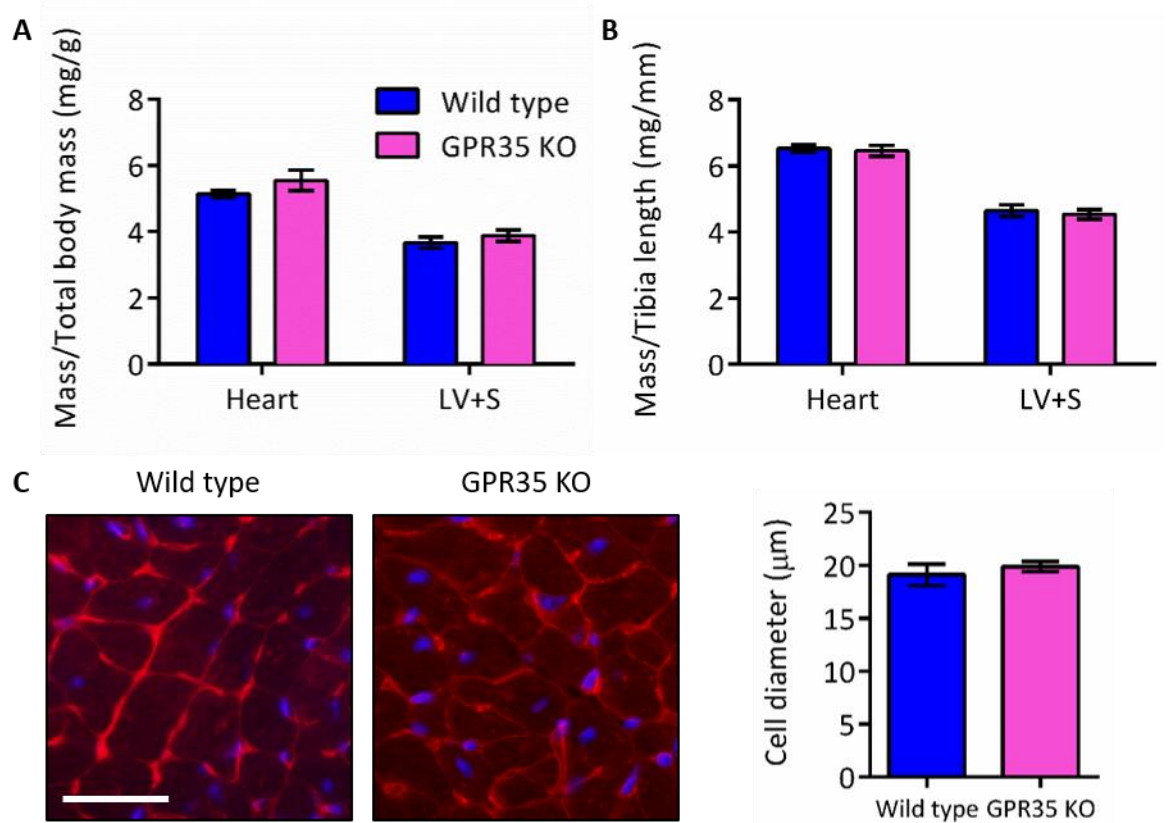 A
Mass/Total body mass (mg/g)
8
6
4
2
0
Wild type
GPR35 KO
Heart
LV+S
B
Mass/Tibia length (mg/mm)
8
6
4
2
0
Heart
LV+S
C
Wild type
GPR35 KO
Cell diameter (μm)
25
20
15
10
5
0
Wild type
GPR35 KO